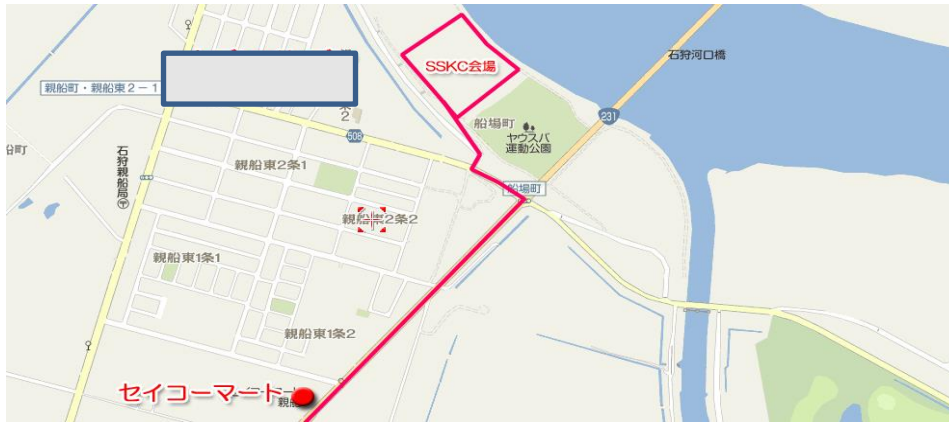 SSKC会場
石狩河口橋
親船町・親船東2-1
2
船場町
231
ヤウスバ
運動公園
508
石狩親船局
親船東2条1
船場町
親船東2条2
親船東1条1
親船東1条2
セイコーマート
親船